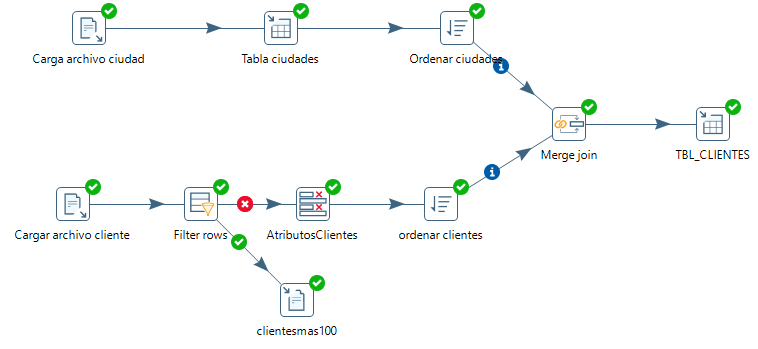 Carga archivo ciudad
Tabla ciudades
Ordenar ciudades
Merge join
TBL_CLIENTES
Cargar archivo cliente
Filter rows
AtributosClientes
ordenar clientes
clientesmas100